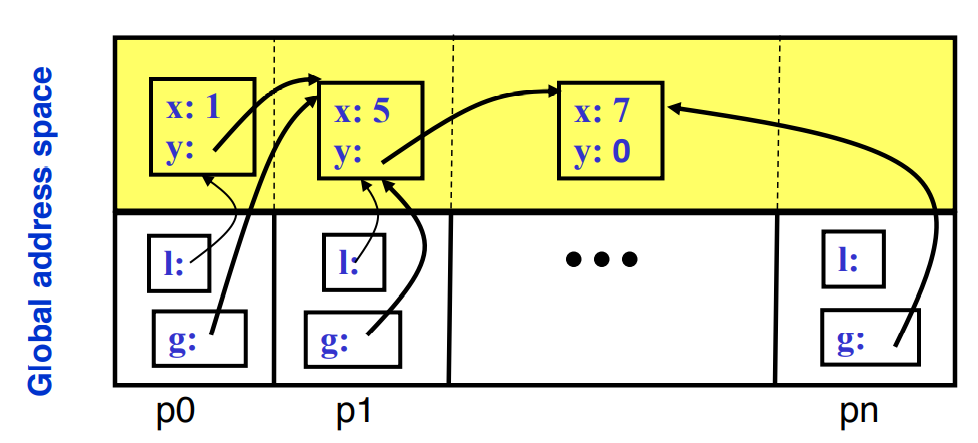 Global address space
x: 1
y:
x: 5
y:
x: 7
y: 0
l:
l:
l:
g:
g:
g:
p0
p1
pn